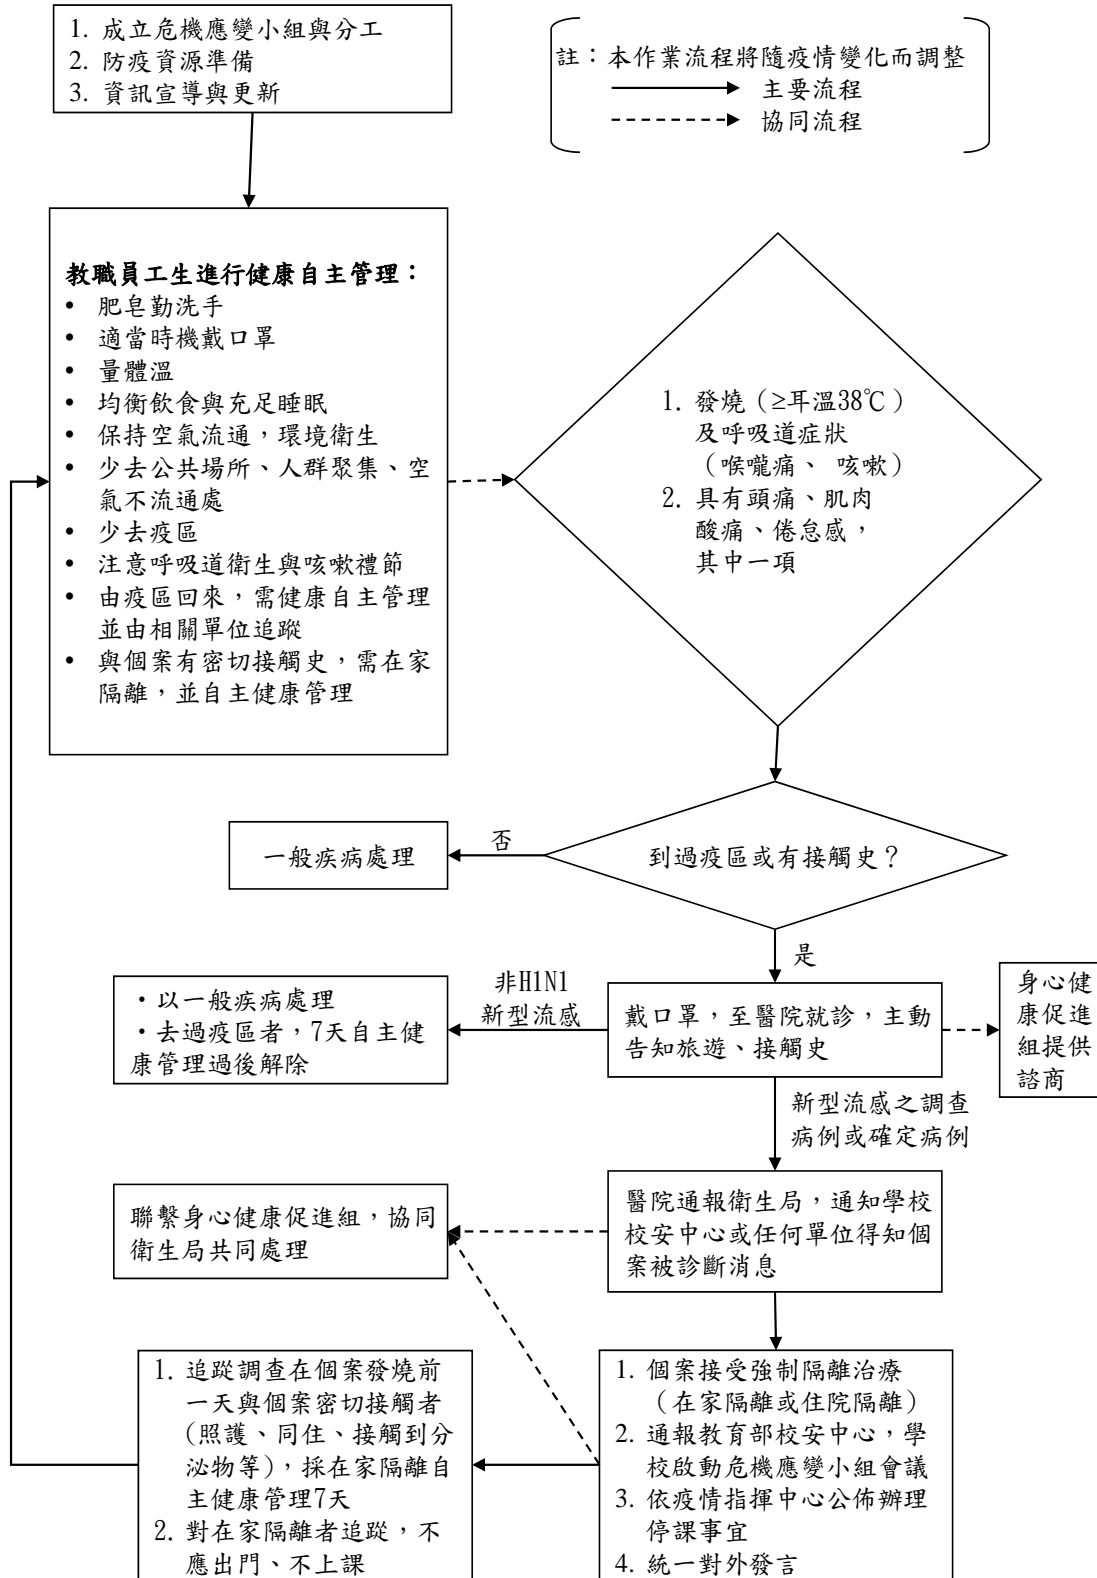 1. 成立危機應變小組與分工
2. 防疫資源準備
3. 資訊宣導與更新
註：本作業流程將隨疫情變化而調整
主要流程
協同流程
教職員工生進行健康自主管理：
• 肥皂勤洗手
• 適當時機戴口罩
• 量體溫
• 均衡飲食與充足睡眠
• 保持空氣流通，環境衛生
• 少去公共場所、人群聚集、空
氣不流通處
• 少去疫區
• 注意呼吸道衛生與咳嗽禮節
• 由疫區回來，需健康自主管理
並由相關單位追蹤
• 與個案有密切接觸史，需在家
隔離，並自主健康管理
1. 發燒（≥耳溫38℃）
及呼吸道症狀
（喉嚨痛、 咳嗽）
2. 具有頭痛、肌肉
酸痛、倦怠感，
其中一項
到過疫區或有接觸史？
否
一般疾病處理
是
戴口罩，至醫院就診，主動
告知旅遊、接觸史
非H1N1
新型流感
・以一般疾病處理
・去過疫區者，7天自主健
康管理過後解除
身心健
康促進
組提供
諮商
新型流感之調查
病例或確定病例
醫院通報衛生局，通知學校
校安中心或任何單位得知個
案被診斷消息
聯繫身心健康促進組，協同
衛生局共同處理
1. 個案接受強制隔離治療
（在家隔離或住院隔離）
2. 通報教育部校安中心，學
校啟動危機應變小組會議
3. 依疫情指揮中心公佈辦理
停課事宜
4. 統一對外發言
1. 追蹤調查在個案發燒前
一天與個案密切接觸者
(照護、同住、接觸到分
泌物等)，採在家隔離自
主健康管理7天
2. 對在家隔離者追蹤，不
應出門、不上課